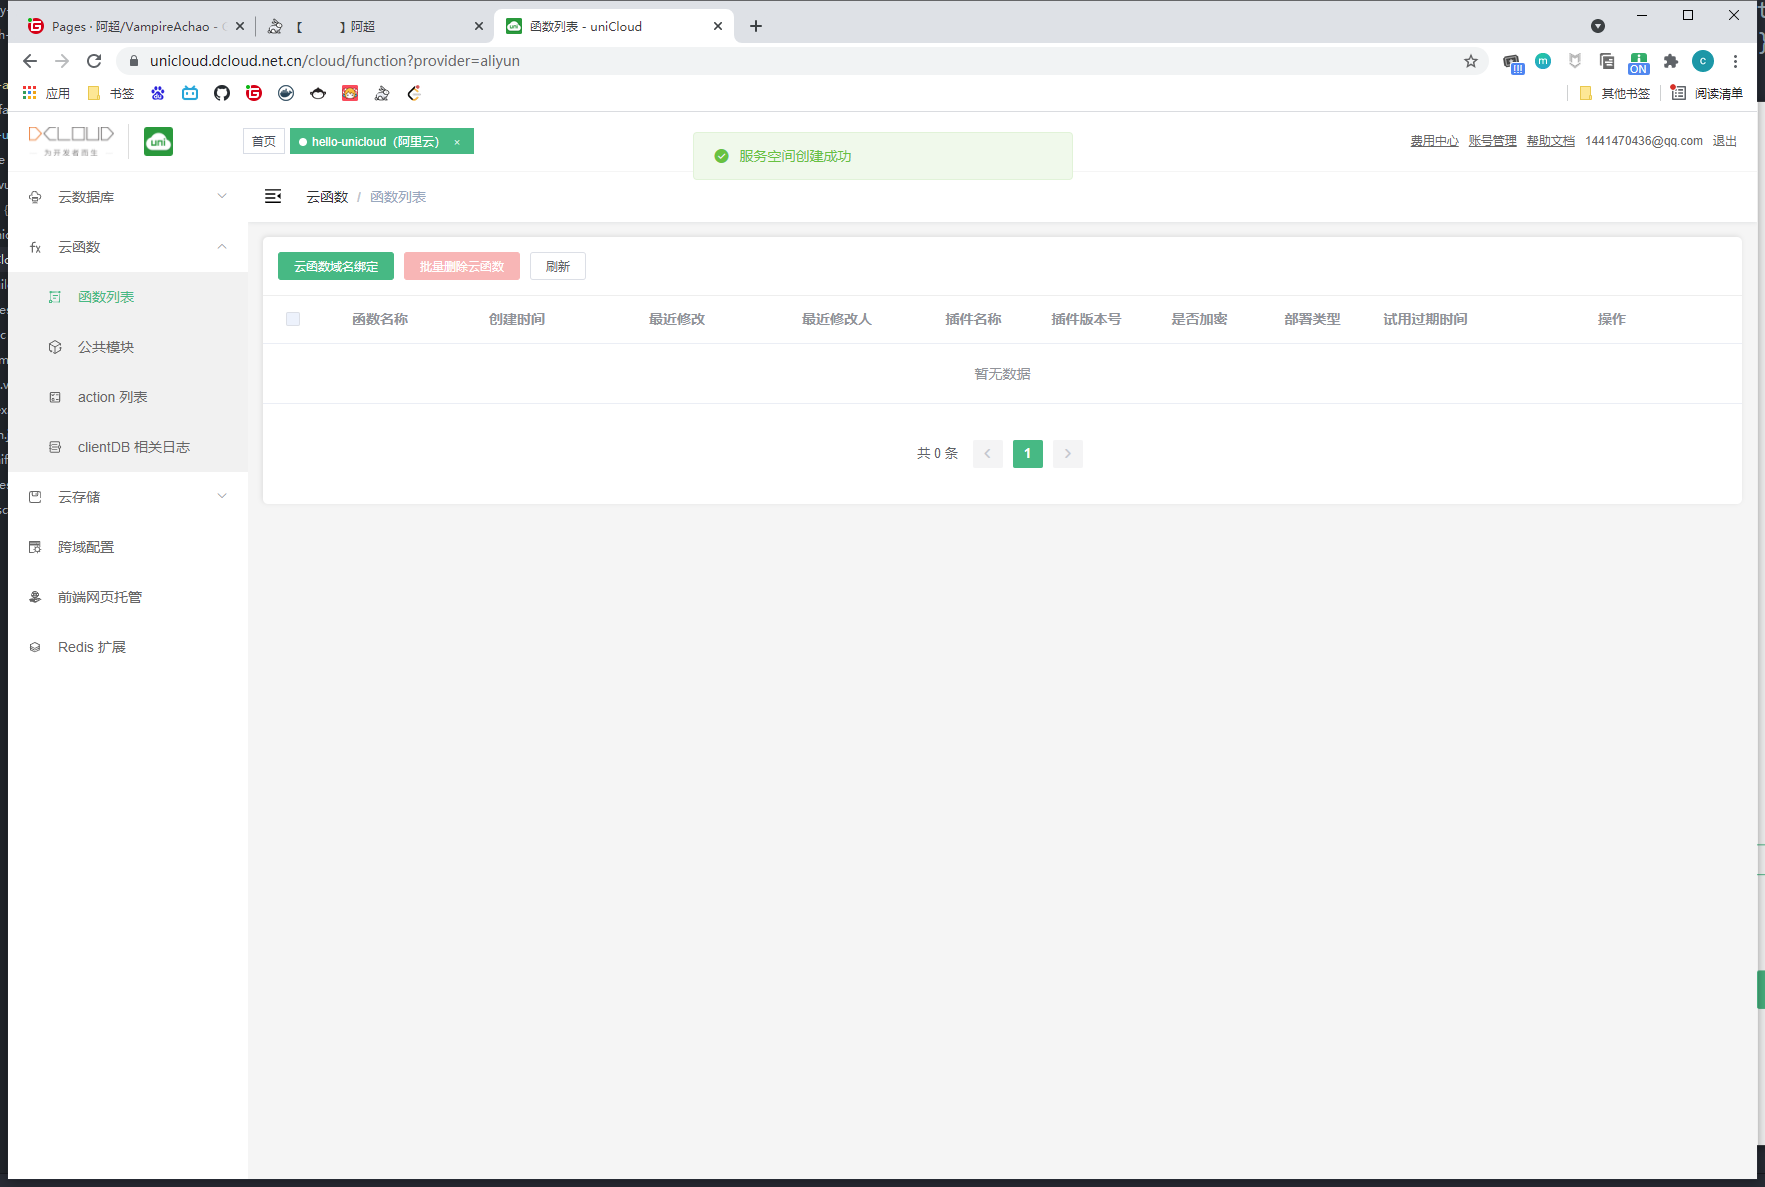 Pages · 阿超/VampireAchao -
【 】阿超
函数列表 - uniCloud
unicloud.dcloud.net.cn/cloud/function?provider=aliyun
!!!
m
ON
c
应用
书签
其他书签
阅读清单
DCLOUD
为开发者而生
uni
首页
hello-unicloud（阿里云） ×
服务空间创建成功
费用中心 账号管理 帮助文档 1441470436@qq.com 退出
云数据库
云函数 / 函数列表
fx 云函数
函数列表
公共模块
action 列表
clientDB 相关日志
云存储
跨域配置
前端网页托管
Redis 扩展
云函数域名绑定 批量删除云函数 刷新
函数名称 创建时间 最近修改 最近修改人 插件名称 插件版本号 是否加密 部署类型 试用过期时间 操作
暂无数据
共 0 条 1